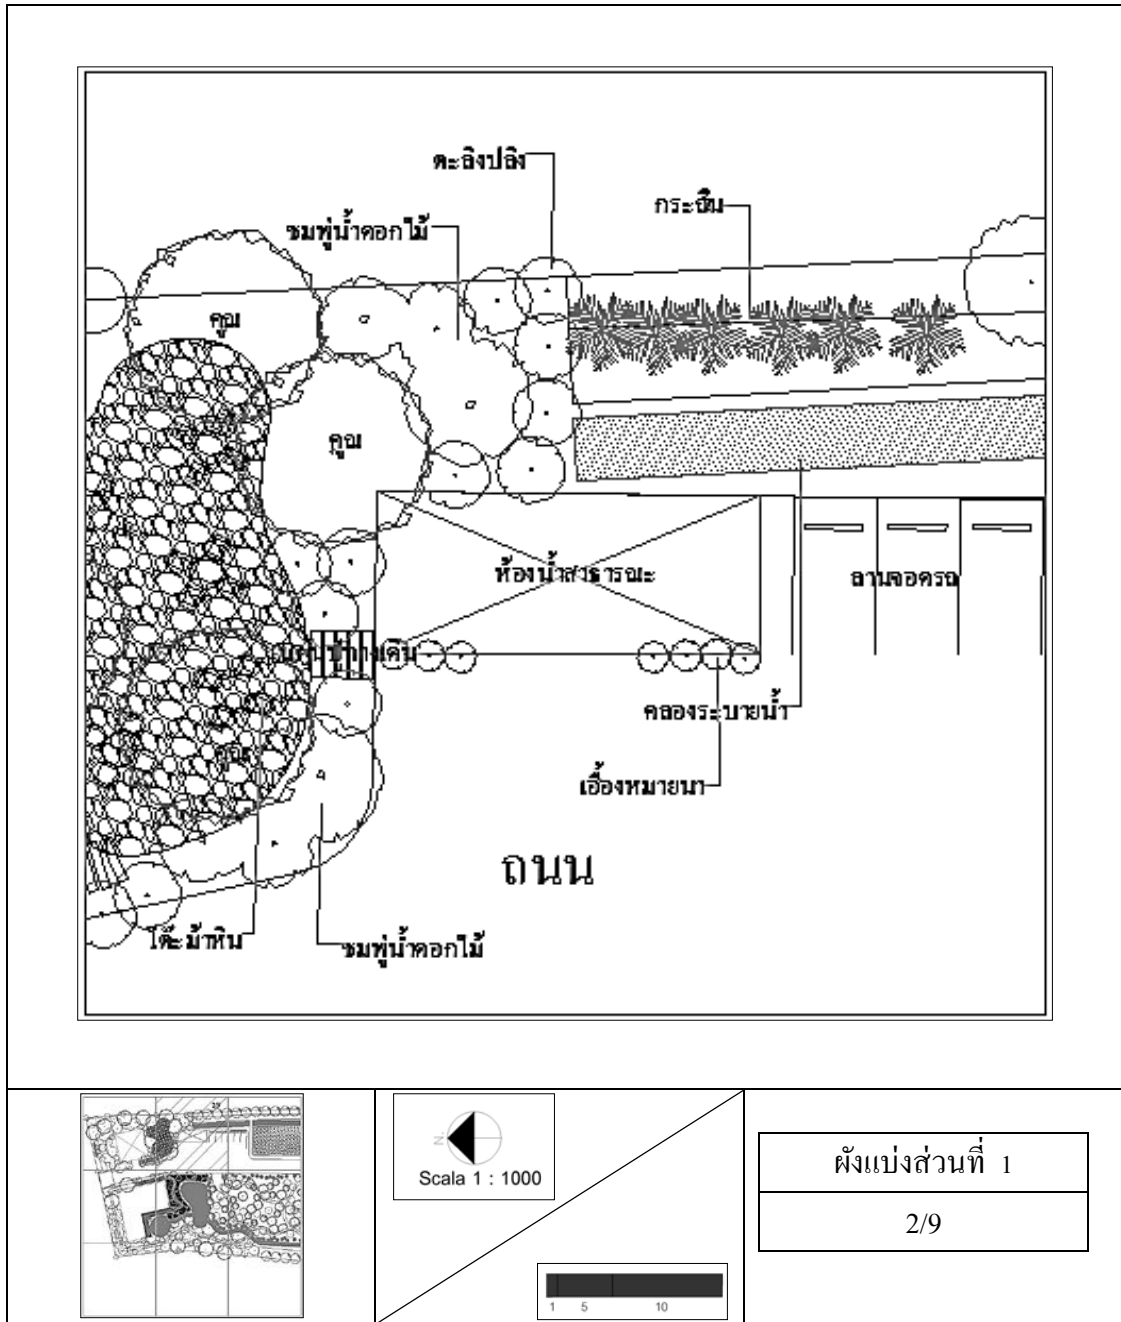 ตะลิงปลิง
กระถิน
ชมพู่น้ำดอกไม้
คูณ
คูณ
ห้องน้ำสาธารณะ
ลานจอดรถ
คูณ
คลองระบายน้ำ
เอื้องหมายนา
ถนน
โต๊ะม้าหิน
ชมพู่น้ำดอกไม้
N.
Scala 1 : 1000
1 5 10
ผังแบ่งส่วนที่ 1
2/9